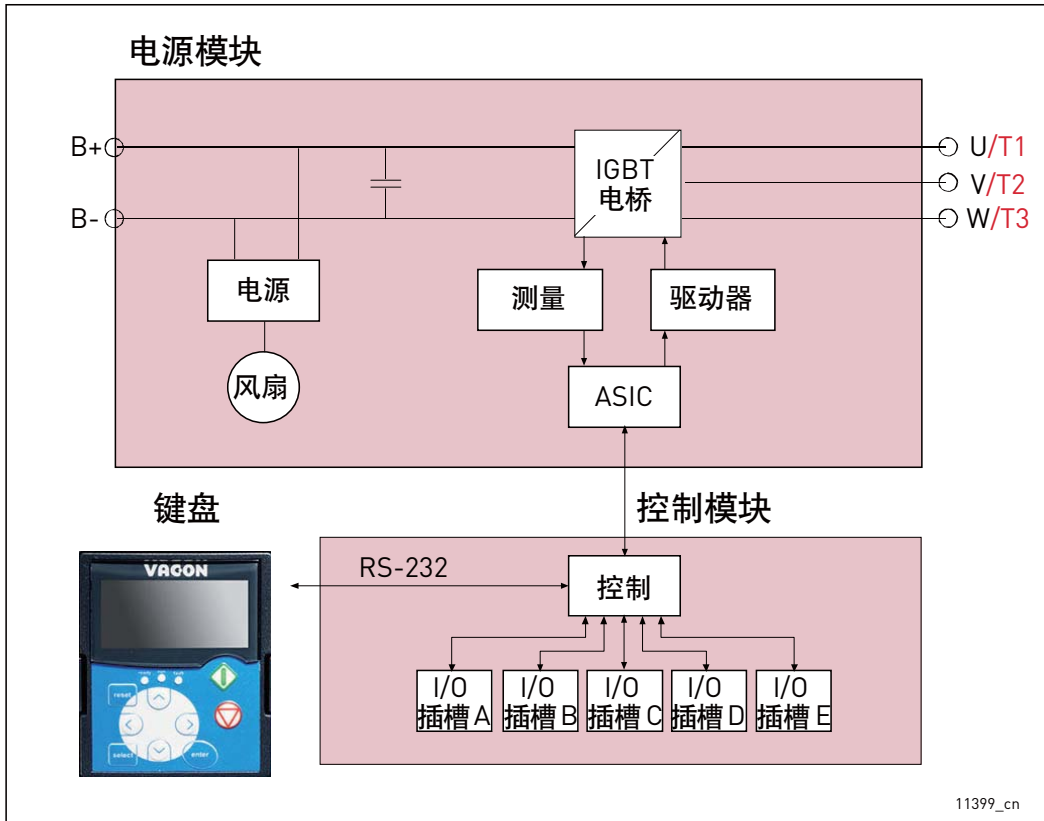 电源模块
B+
B-
IGBT
电桥
U/T1
V/T2
W/T3
电源
测量
驱动器
风扇
ASIC
键盘
控制模块
VACON
RS-232
控制
ready
fault
reset
select
enter
I/O
插槽 A
I/O
插槽 B
I/O
插槽 C
I/O
插槽 D
I/O
插槽 E
11399_cn